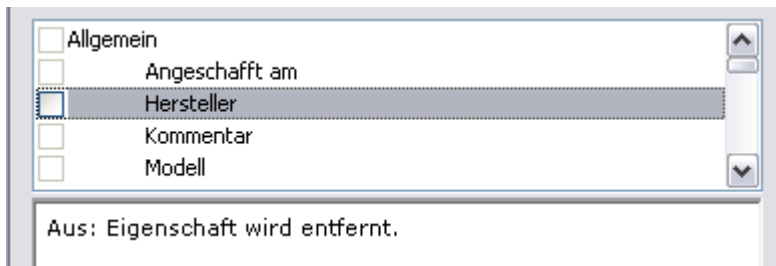 Allgemein
Angeschafft am
Hersteller
Kommentar
Modell
Aus: Eigenschaft wird entfernt.